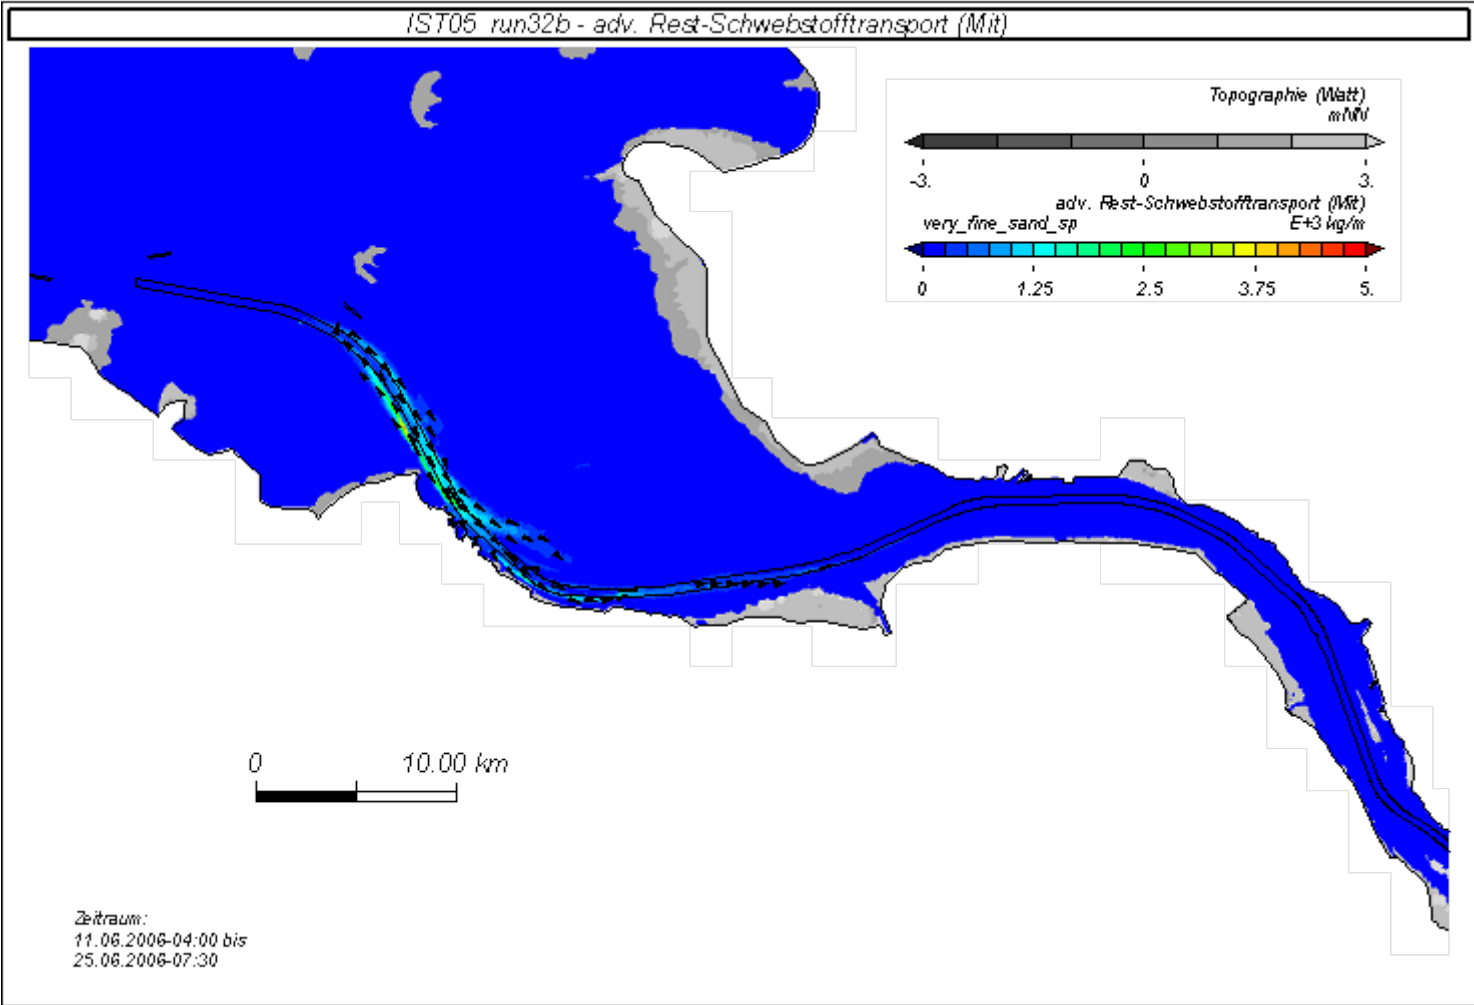 IST05 run32b - adv. Rest-Schwebstofftransport (Mit)
Topographie (Watt)
mNN
-3. 0 3.
adv. Rest-Schwebstofftransport (Mit)
very_fine_sand_sp E+3 kg/m
0 1.25 2.5 3.75 5.
0 10.00 km
Zeitraum:
11.06.2006-04:00 bis
25.06.2006-07:30